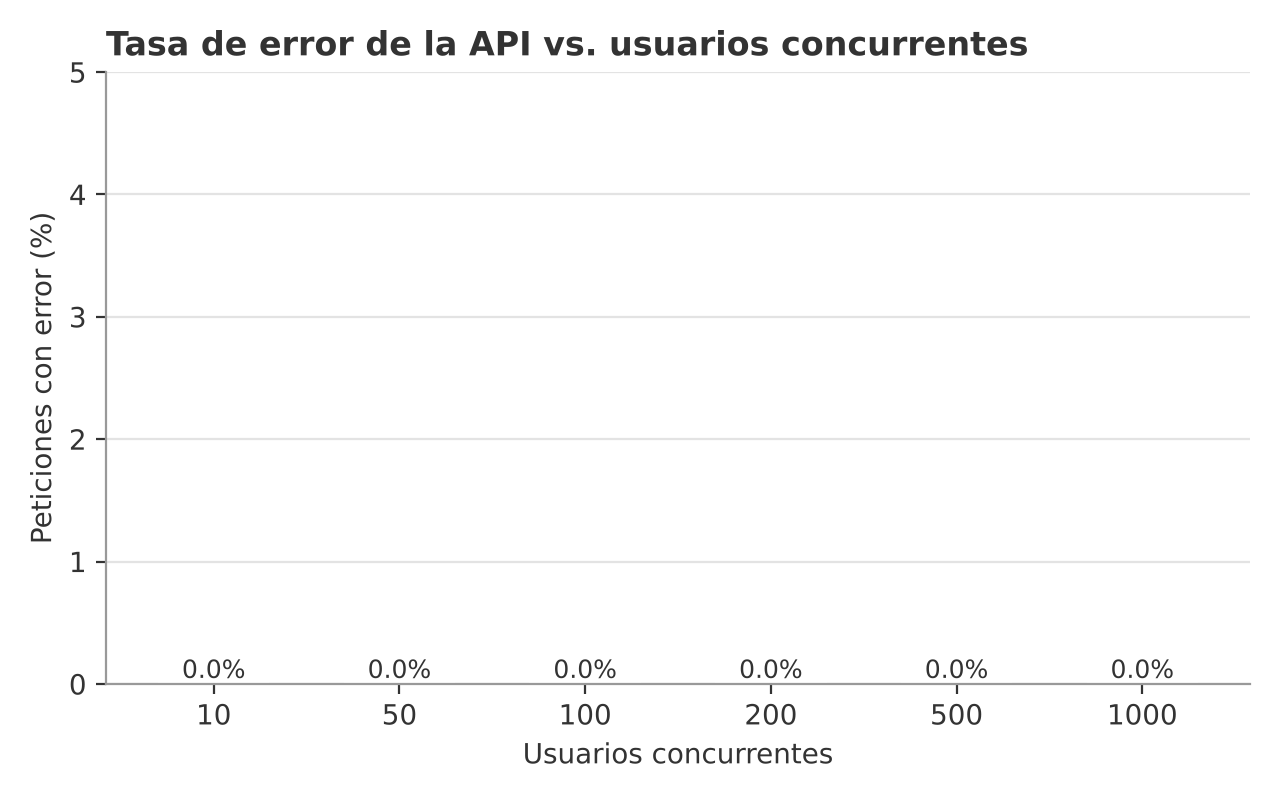 Tasa de error de la API vs. usuarios concurrentes
Peticiones con error (%)
5
4
3
2
1
0
0.0% 0.0% 0.0% 0.0% 0.0% 0.0%
10 50 100 200 500 1000
Usuarios concurrentes